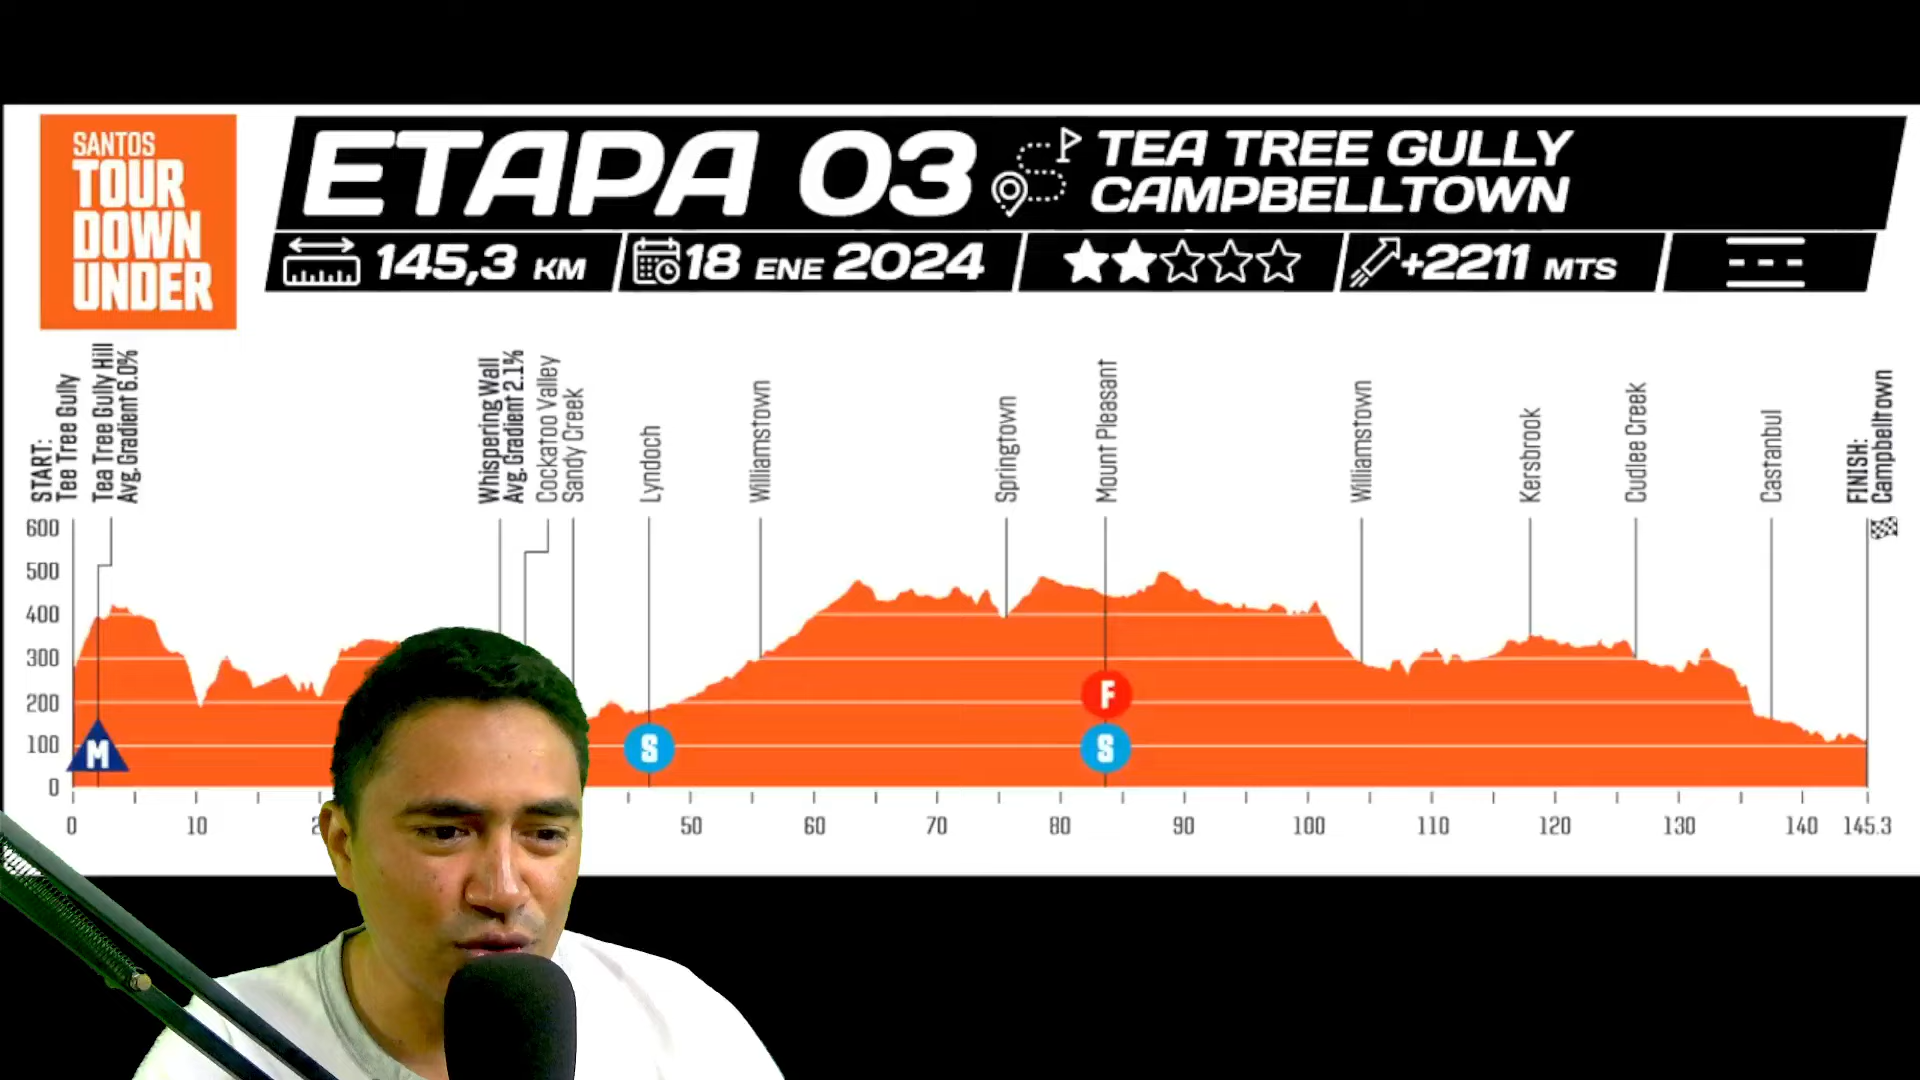 SANTOS
TOUR
DOWN
UNDER
ETAPA 03
TEA TREE GULLY
CAMPBELLTOWN
145,3 KM
18 ENE 2024
+2211 MTS
START:
Tee Tree Gully
Tea Tree Gully Hill
Avg. Gradient 6.0%
Whispering Wall
Avg. Gradient 2.1%
Cockatoo Valley
Sandy Creek
Lyndoch
Williamstown
Springtown
Mount Pleasant
Williamstown
Kersbrook
Cudlee Creek
Castanbul
FINISH:
Campbelltown
600
500
400
300
200
100
0
M
S
F
S
0 10 50 60 70 80 90 100 110 120 130 140 145.3